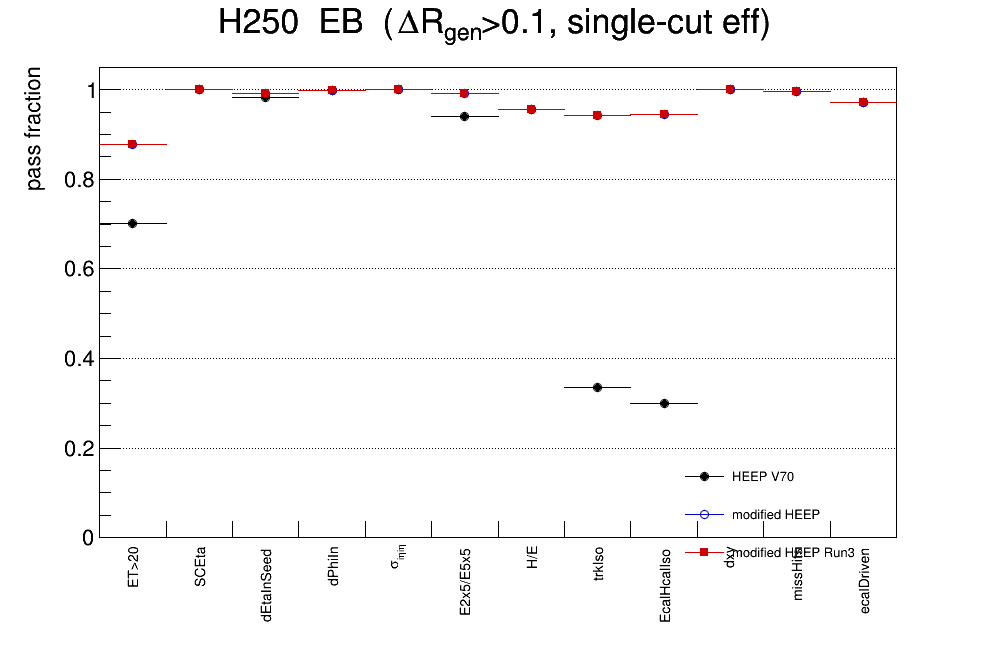 H250 EB (ΔRgen>0.1, single-cut eff)
pass fraction
1
0.8
0.6
0.4
0.2
0
HEEP V70
modified HEEP
modified HEEP Run3
ET>20
SCEta
dEtaInSeed
dPhiIn
σiηiη
E2x5/E5x5
H/E
trkIso
EcalHcalIso
dxy
missHits
ecalDriven